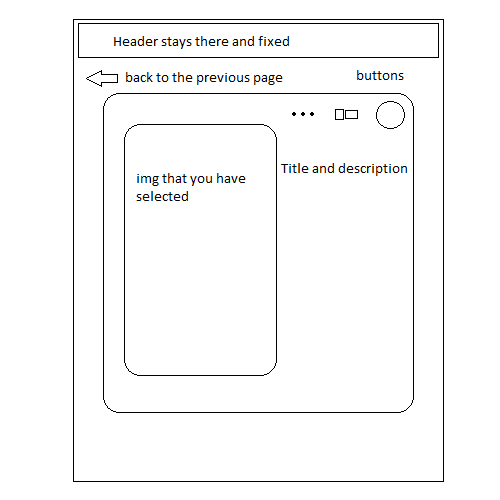 Header stays there and fixed
back to the previous page
buttons
Title and description
img that you have
selected